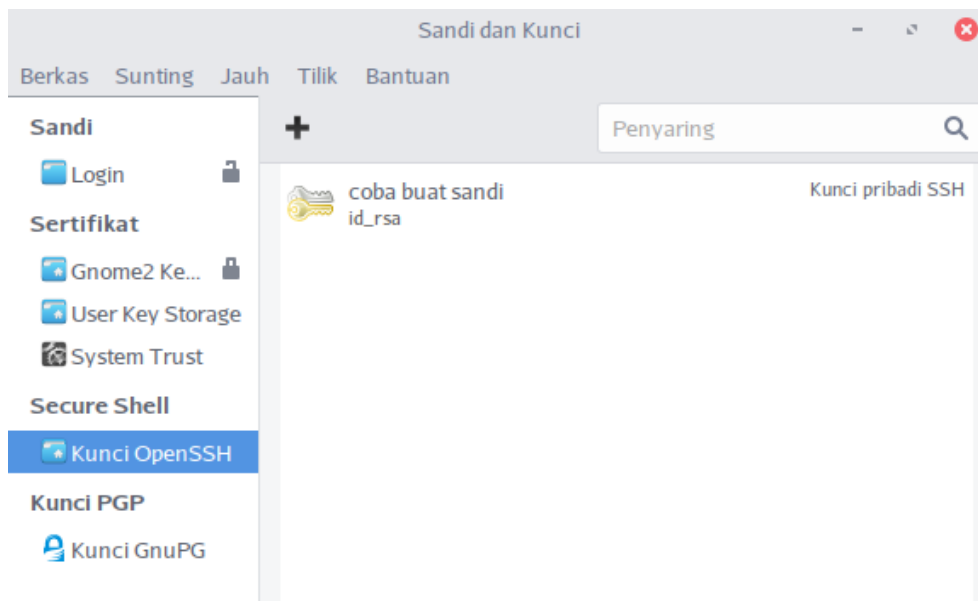 Sandi dan Kunci
Berkas Sunting Jauh Tilik Bantuan
Sandi
Login
Sertifikat
Gnome2 Ke...
User Key Storage
System Trust
Secure Shell
Kunci OpenSSH
Kunci PGP
Kunci GnuPG
Penyaring
coba buat sandi
id_rsa
Kunci pribadi SSH